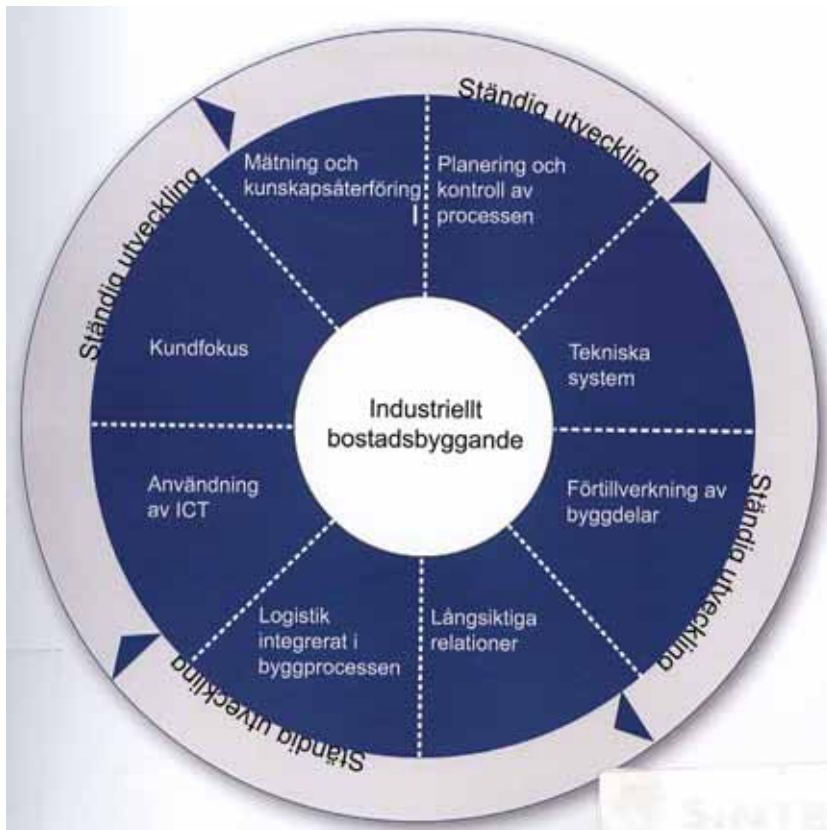 Ständig utveckling
Mätning och
kunskapsåterföring
Planering och
kontroll av
processen
Ständig utveckling
Kundfokus
Tekniska
system
Industriellt
bostadsbyggande
Användning
av ICT
Förtillverkning av
byggdelar
Ständig utveckling
Logistik
integrerat i
byggprocessen
Långsiktiga
relationer
Ständig utveckling